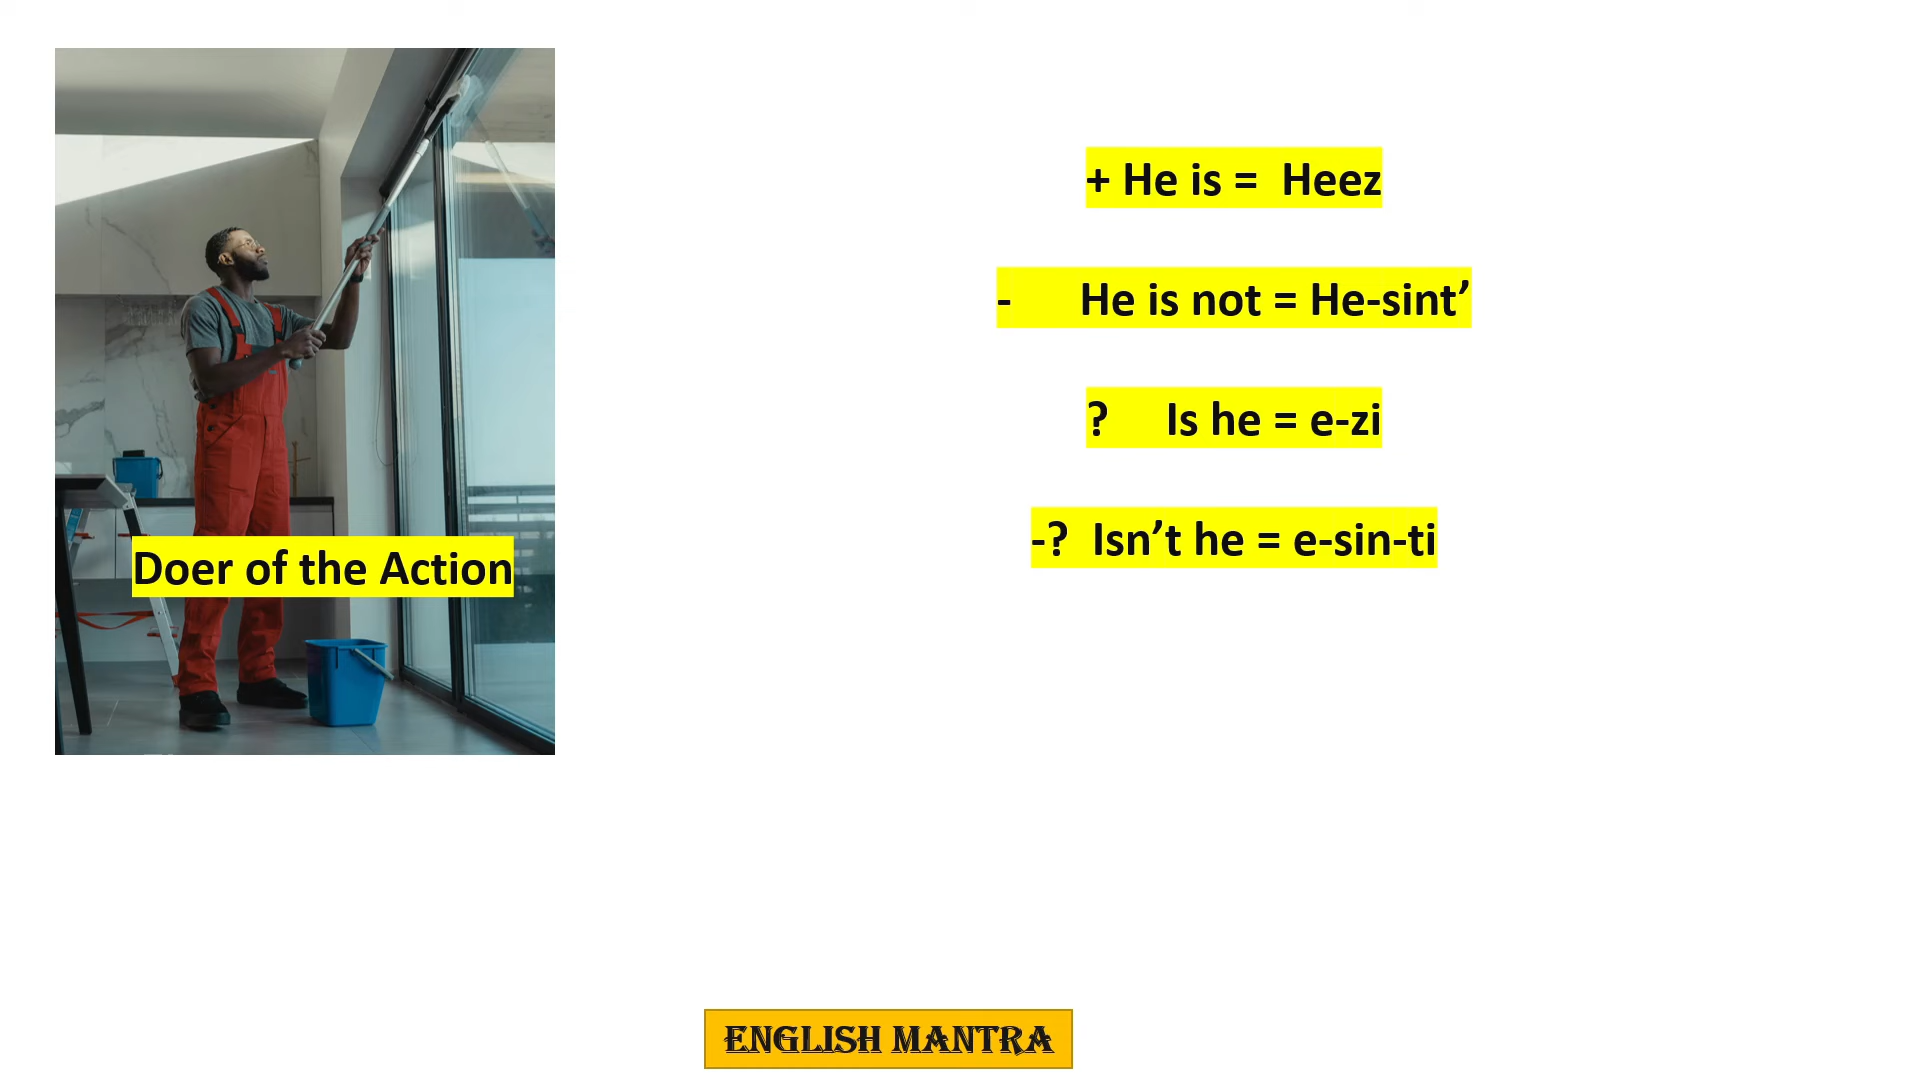 + He is = Heez
- He is not = He-sint’
? Is he = e-zi
-? Isn’t he = e-sin-ti
Doer of the Action
ENGLISH MANTRA